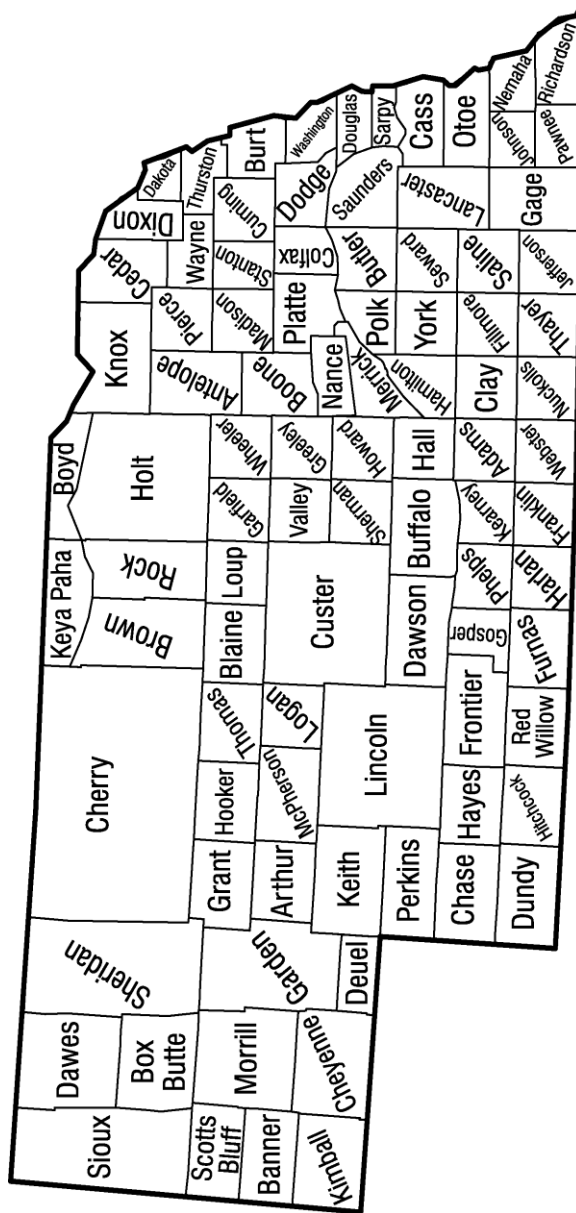 Sioux
Dawes
Box
Butte
Sheridan
Cherry
Keya Paha
Boyd
Brown
Rock
Holt
Knox
Cedar
Dixon
Dakota
Antelope
Pierce
Wayne
Thurston
Scotts
Bluff
Banner
Kimball
Morrill
Cheyenne
Garden
Deuel
Grant
Hooker
Thomas
Blaine
Loup
Garfield
Wheeler
Boone
Madison
Stanton
Cuming
Burt
Arthur
McPherson
Logan
Custer
Valley
Greeley
Nance
Platte
Colfax
Dodge
Washington
Keith
Lincoln
Sherman
Howard
Merrick
Polk
Butler
Saunders
Douglas
Sarpy
Perkins
Dawson
Buffalo
Hall
Hamilton
York
Seward
Lancaster
Cass
Otoe
Chase
Hayes
Frontier
Gosper
Phelps
Kearney
Adams
Clay
Fillmore
Saline
Dundy
Hitchcock
Red
Willow
Furnas
Harlan
Franklin
Webster
Nuckolls
Thayer
Jefferson
Gage
Johnson
Nemaha
Pawnee
Richardson